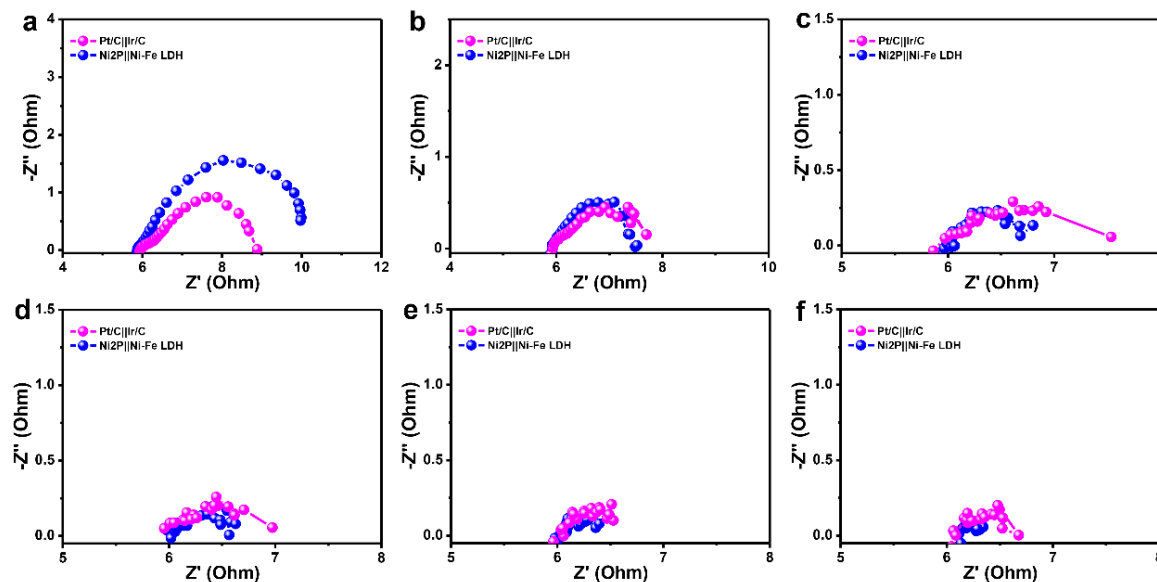 a
Pt/C||Ir/C
Ni2P||Ni-Fe LDH
-Z'' (Ohm)
4
3
2
1
0
4 6 8 10 12
Z' (Ohm)
b
Pt/C||Ir/C
Ni2P||Ni-Fe LDH
-Z'' (Ohm)
2
1
0
4 6 8 10
Z' (Ohm)
c
Pt/C||Ir/C
Ni2P||Ni-Fe LDH
-Z'' (Ohm)
1.5
1.0
0.5
0.0
5 6 7 8
Z' (Ohm)
d
Pt/C||Ir/C
Ni2P||Ni-Fe LDH
-Z'' (Ohm)
1.5
1.0
0.5
0.0
5 6 7 8
Z' (Ohm)
e
Pt/C||Ir/C
Ni2P||Ni-Fe LDH
-Z'' (Ohm)
1.5
1.0
0.5
0.0
5 6 7 8
Z' (Ohm)
f
Pt/C||Ir/C
Ni2P||Ni-Fe LDH
-Z'' (Ohm)
1.5
1.0
0.5
0.0
5 6 7 8
Z' (Ohm)